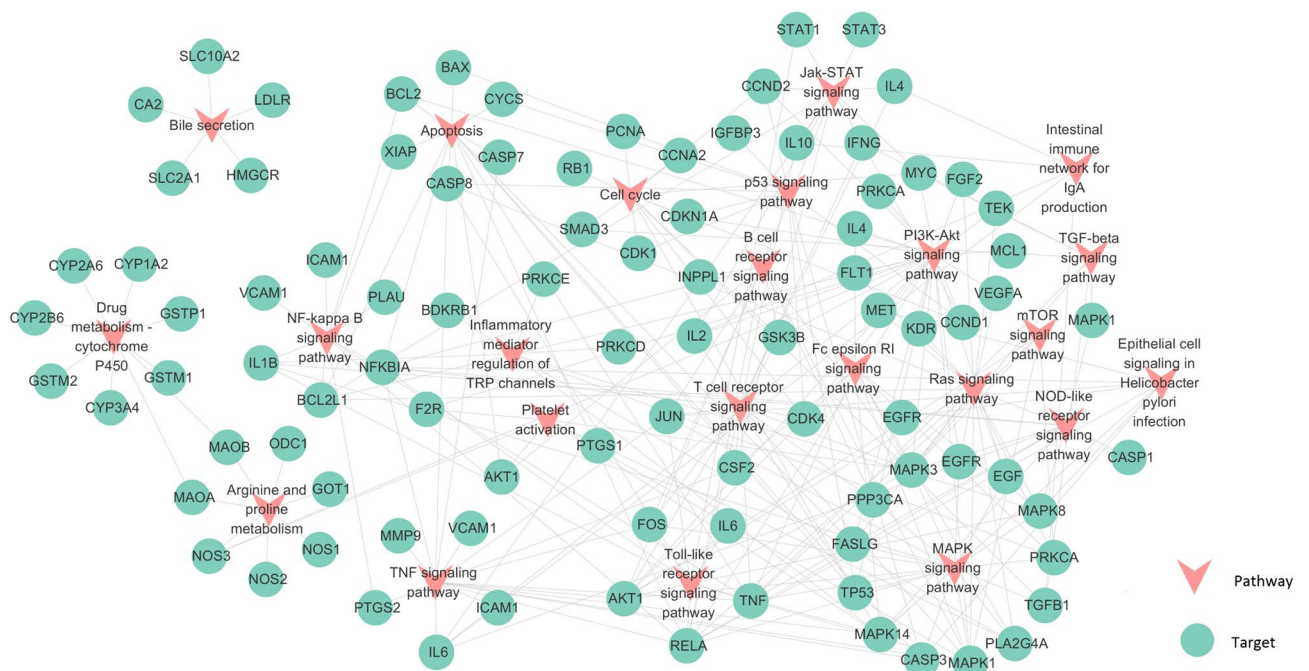 STAT1
STAT3
SLC10A2
BAX
Jak-STAT
signaling
pathway
CCND2
IL4
BCL2
CYCS
CA2
LDLR
Bile secretion
Apoptosis
PCNA
IGFBP3
IL10
IFNG
Intestinal
immune
network for
IgA
production
XIAP
CASP7
CCNA2
SLC2A1
HMGCR
CASP8
RB1
Cell cycle
p53 signaling
pathway
MYC
FGF2
PRKCA
TEK
SMAD3
CDKN1A
CDK1
B cell
receptor
signaling
pathway
IL4
PI3K-Akt
signaling
pathway
MCL1
TGF-beta
signaling
pathway
CYP2A6
CYP1A2
ICAM1
VCAM1
PLAU
PRKCE
INPPL1
FLT1
VEGFA
CYP2B6
Drug
metabolism -
cytochrome
P450
GSTP1
NF-kappa B
signaling
pathway
BDKRB1
Inflammatory
mediator
regulation of
TRP channels
PRKCD
IL2
GSK3B
MET
KDR
CCND1
mTOR
signaling
pathway
MAPK1
GSTM2
GSTM1
CYP3A4
IL1B
NFKBIA
Fc epsilon RI
signaling
pathway
Ras signaling
pathway
Epithelial cell
signaling in
Helicobacter
pylori
infection
BCL2L1
F2R
Platelet
activation
JUN
T cell receptor
signaling
pathway
CDK4
EGFR
NOD-like
receptor
signaling
pathway
MAOB
ODC1
PTGS1
CSF2
MAPK3
EGFR
EGF
CASP1
MAOA
Arginine and
proline
metabolism
GOT1
AKT1
PPP3CA
MAPK8
NOS3
NOS1
NOS2
MMP9
VCAM1
FOS
IL6
FASLG
MAPK
signaling
pathway
PRKCA
TNF signaling
pathway
Toll-like
receptor
signaling
pathway
Pathway
PTGS2
ICAM1
AKT1
TNF
TP53
TGFB1
IL6
RELA
MAPK14
CASP3
MAPK1
PLA2G4A
Target